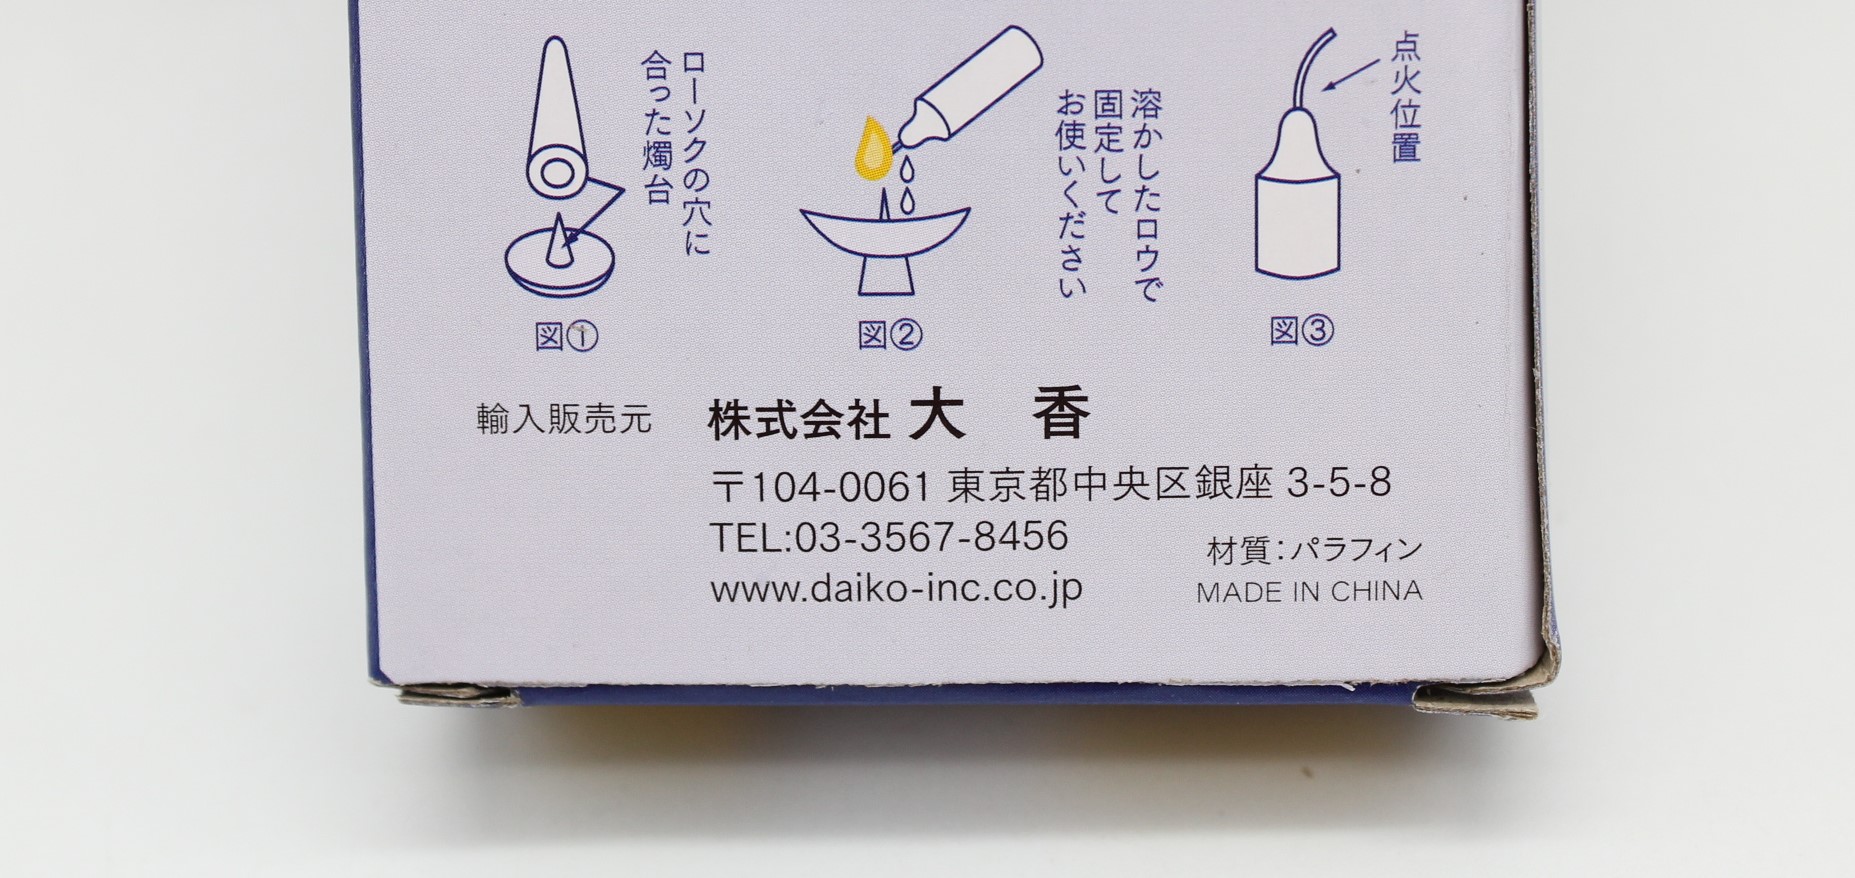 ローソクの穴に
合った燭台
図①
溶かしたロウで
固定して
お使いください
図②
点火位置
図③
輸入販売元 株式会社 大 香
〒104-0061 東京都中央区銀座 3-5-8
TEL:03-3567-8456
www.daiko-inc.co.jp
材質:パラフィン
MADE IN CHINA